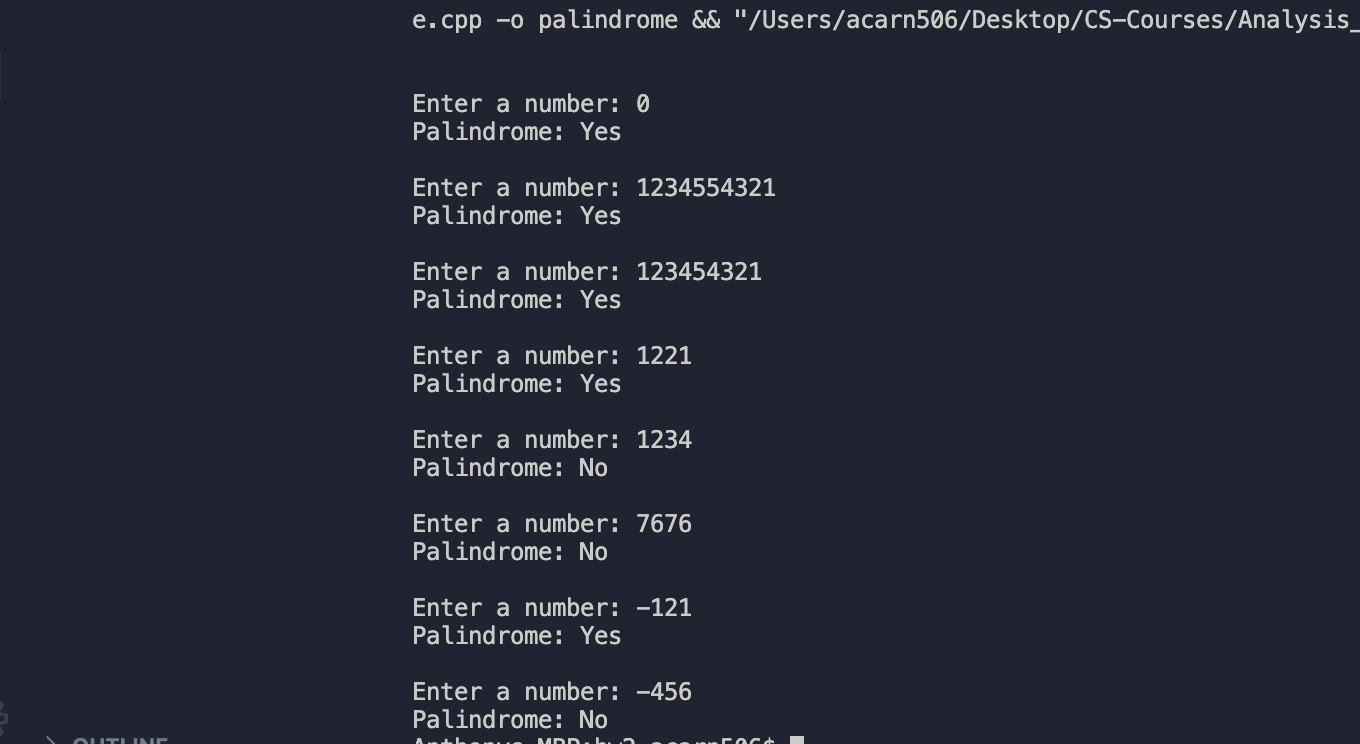 e.cpp -o palindrome && "/Users/acarn506/Desktop/CS-Courses/Analysis_
Enter a number: 0
Palindrome: Yes
Enter a number: 1234554321
Palindrome: Yes
Enter a number: 123454321
Palindrome: Yes
Enter a number: 1221
Palindrome: Yes
Enter a number: 1234
Palindrome: No
Enter a number: 7676
Palindrome: No
Enter a number: -121
Palindrome: Yes
Enter a number: -456
Palindrome: No
OUTLINE